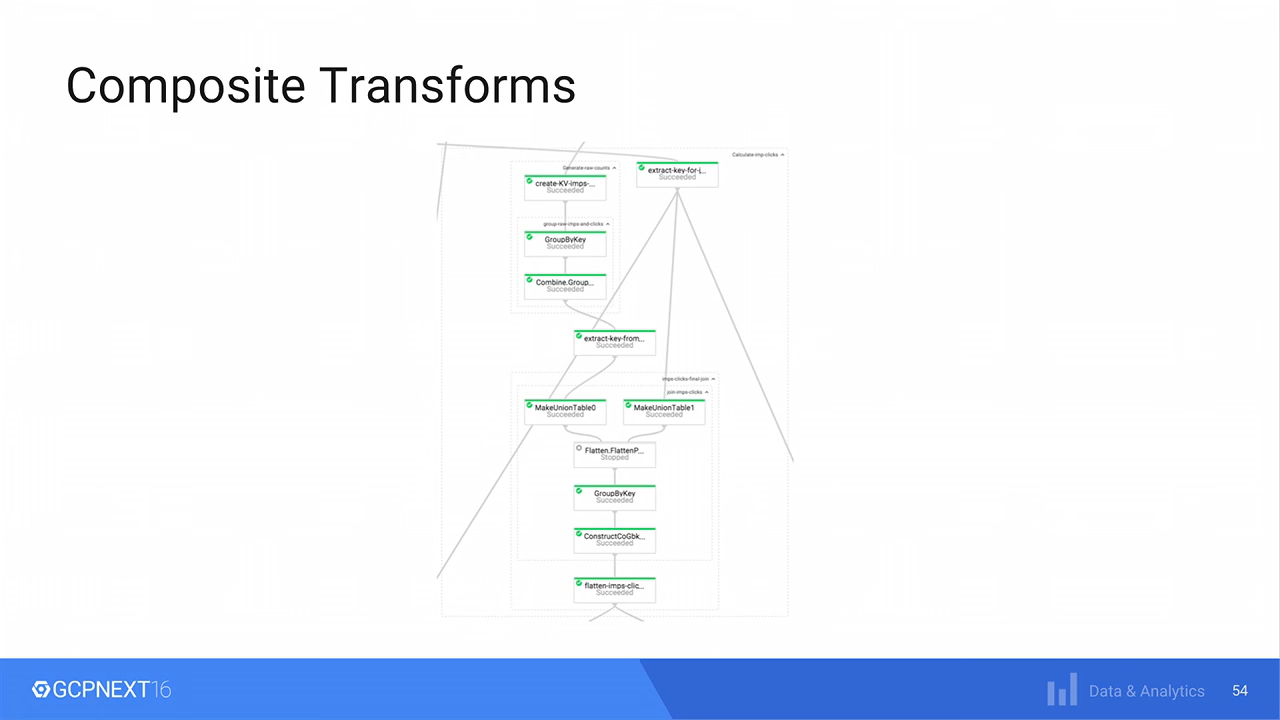 Composite Transforms
Calculate-imp-clicks
Generate-raw-counts
extract-key-for-j...
Succeeded
create-KV-imps-...
Succeeded
group-raw-imps-and-clicks
GroupByKey
Succeeded
Combine.Group...
Succeeded
extract-key-from...
Succeeded
imps-clicks-final-join
join-imps-clicks
MakeUnionTable0
Succeeded
MakeUnionTable1
Succeeded
Flatten.FlattenP...
Stopped
GroupByKey
Succeeded
ConstructCoGbk...
Succeeded
flatten-imps-clic...
Succeeded
GCPNEXT16
Data & Analytics
54